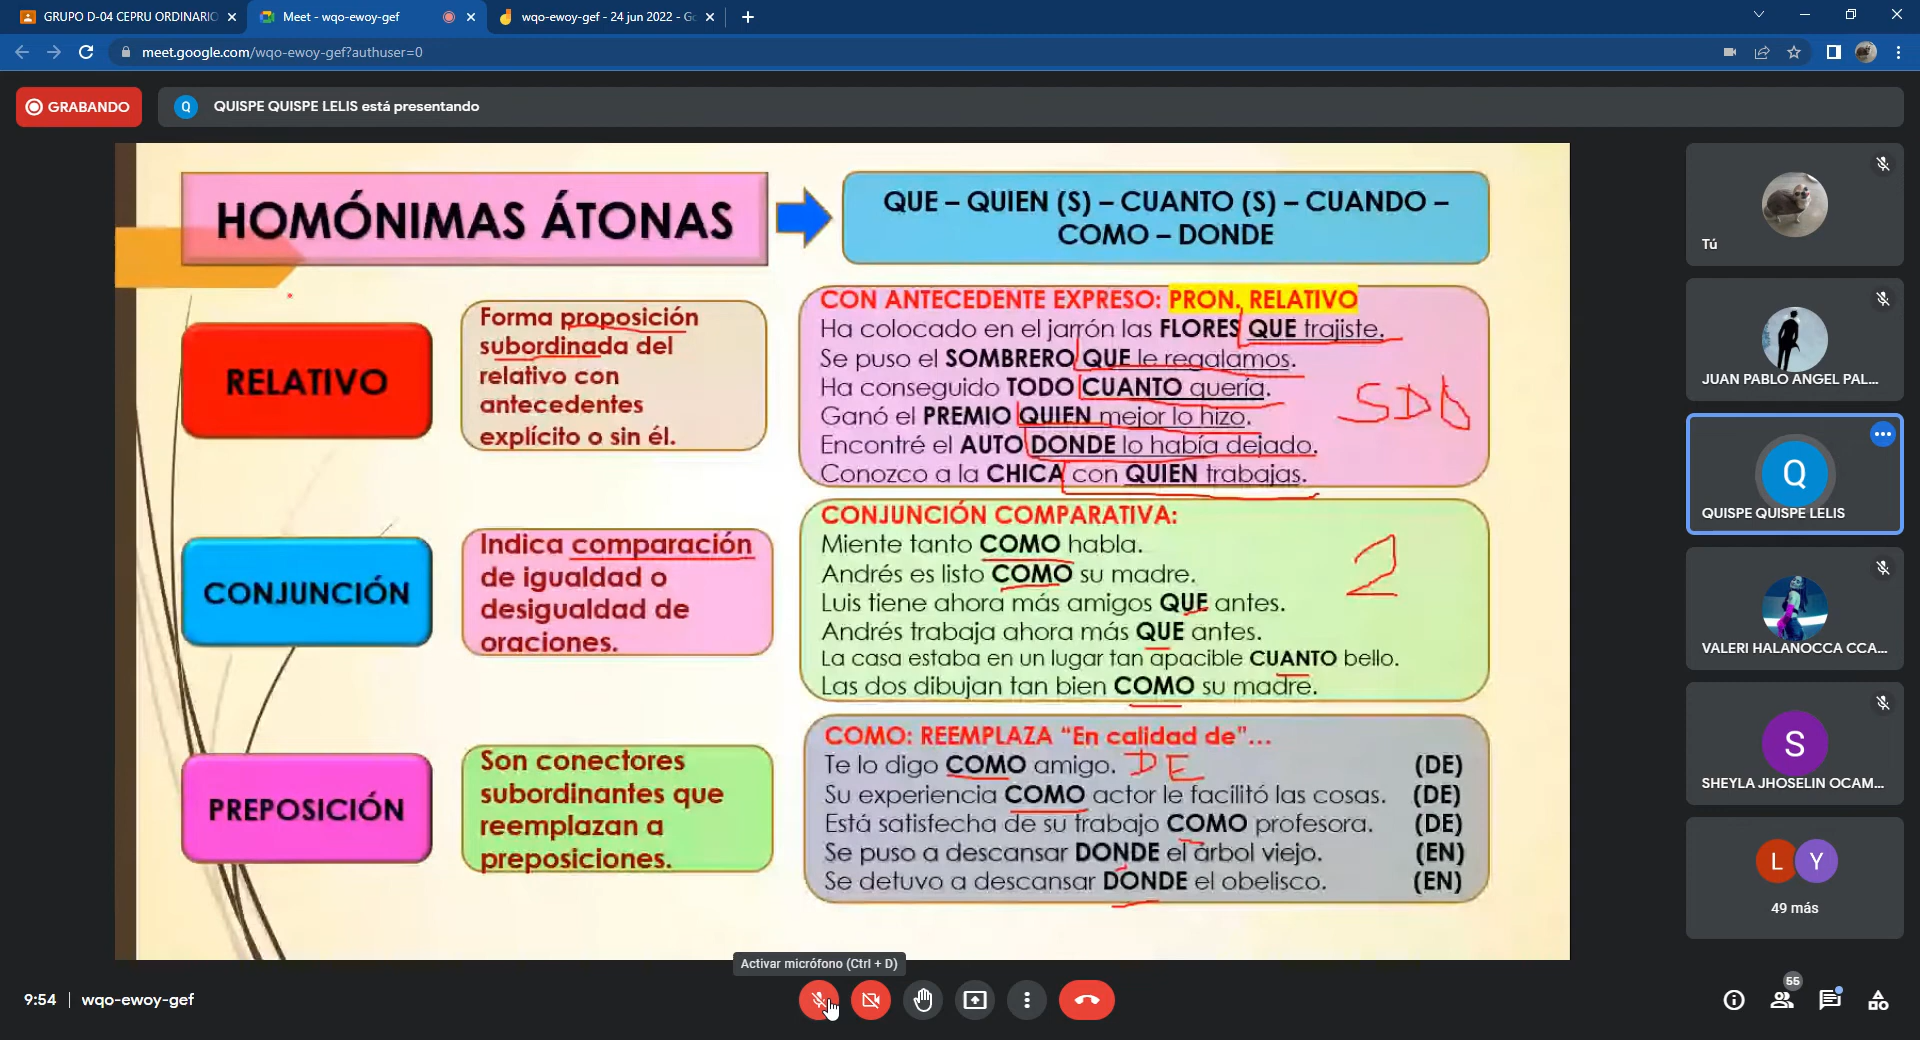 GRUPO D-04 CEPRU ORDINARIO
Meet - wqo-ewoy-gef
wqo-ewoy-gef - 24 jun 2022 - Go
meet.google.com/wqo-ewoy-gef?authuser=0
GRABANDO
Q QUISPE QUISPE LELIS está presentando
HOMÓNIMAS ÁTONAS
QUE – QUIEN (S) – CUANTO (S) – CUANDO –
COMO – DONDE
RELATIVO
Forma proposición
subordinada del
relativo con
antecedentes
explícito o sin él.
CON ANTECEDENTE EXPRESO: PRON. RELATIVO
Ha colocado en el jarrón las FLORES QUE trajiste.
Se puso el SOMBRERO QUE le regalamos.
Ha conseguido TODO CUANTO quería.
Ganó el PREMIO QUIEN mejor lo hizo.
Encontré el AUTO DONDE lo había dejado.
Conozco a la CHICA con QUIEN trabajas.
CONJUNCIÓN
Indica comparación
de igualdad o
desigualdad de
oraciones.
CONJUNCIÓN COMPARATIVA:
Miente tanto COMO habla.
Andrés es listo COMO su madre.
Luis tiene ahora más amigos QUE antes.
Andrés trabaja ahora más QUE antes.
La casa estaba en un lugar tan apacible CUANTO bello.
Las dos dibujan tan bien COMO su madre.
2
PREPOSICIÓN
Son conectores
subordinantes que
reemplazan a
preposiciones.
COMO: REEMPLAZA “En calidad de”...
Te lo digo COMO amigo. DE (DE)
Su experiencia COMO actor le facilitó las cosas. (DE)
Está satisfecha de su trabajo COMO profesora. (DE)
Se puso a descansar DONDE el árbol viejo. (EN)
Se detuvo a descansar DONDE el obelisco. (EN)
Tú
JUAN PABLO ANGEL PAL...
Q
QUISPE QUISPE LELIS
VALERI HALANOCCA CCA...
S
SHEYLA JHOSELIN OCAM...
L Y
49 más
Activar micrófono (Ctrl + D)
9:54 | wqo-ewoy-gef
55